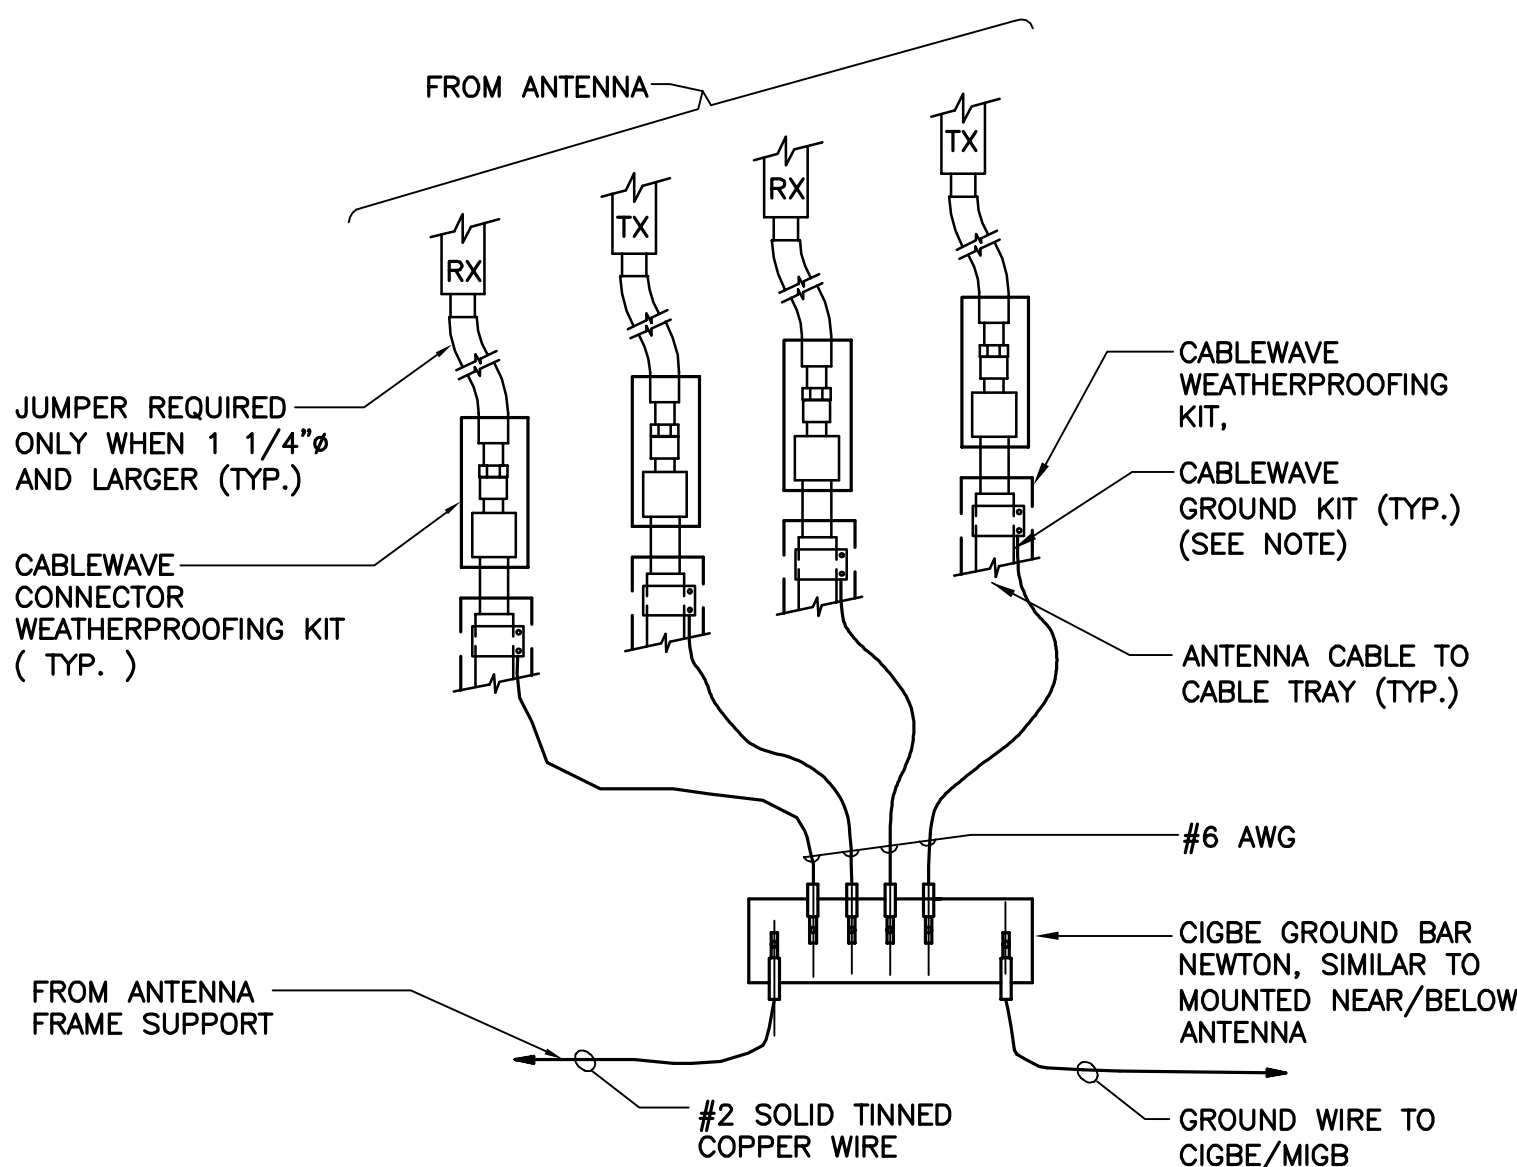 FROM ANTENNA
TX
RX
TX
RX
JUMPER REQUIRED
ONLY WHEN 1 1/4"ø
AND LARGER (TYP.)
CABLEWAVE
CONNECTOR
WEATHERPROOFING KIT
( TYP. )
CABLEWAVE
WEATHERPROOFING
KIT,
CABLEWAVE
GROUND KIT (TYP.)
(SEE NOTE)
ANTENNA CABLE TO
CABLE TRAY (TYP.)
#6 AWG
CIGBE GROUND BAR
NEWTON, SIMILAR TO
MOUNTED NEAR/BELOW
ANTENNA
FROM ANTENNA
FRAME SUPPORT
#2 SOLID TINNED
COPPER WIRE
GROUND WIRE TO
CIGBE/MIGB